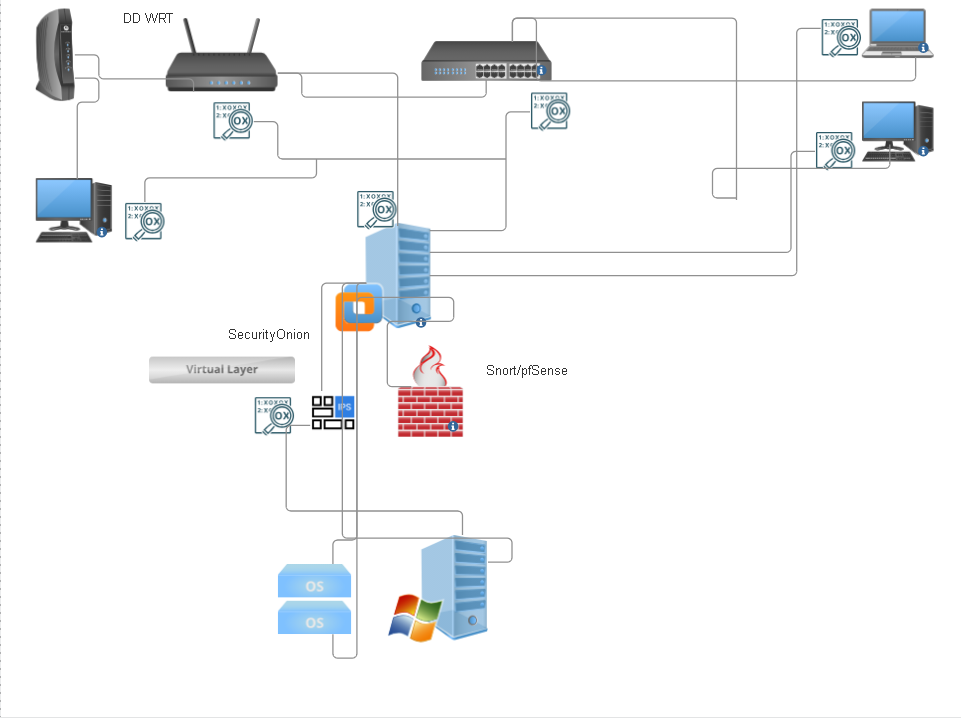 DD WRT
1:XOXOX
2:X
OX
1:XOXOX
2:X
OX
1:XOXOX
2:X
OX
1:XOXOX
2:X
OX
1:XOXOX
2:X
OX
1:XOXOX
2:X
OX
SecurityOnion
Virtual Layer
Snort/pfSense
1:XOXOX
2:X
OX
IPS
OS
OS